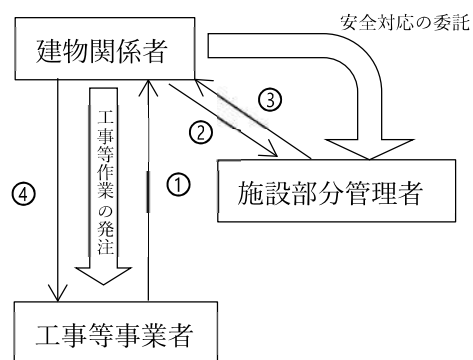 安全対応の委託
建物関係者
③
②
工事等作業の発注
①
④
施設部分管理者
工事等事業者